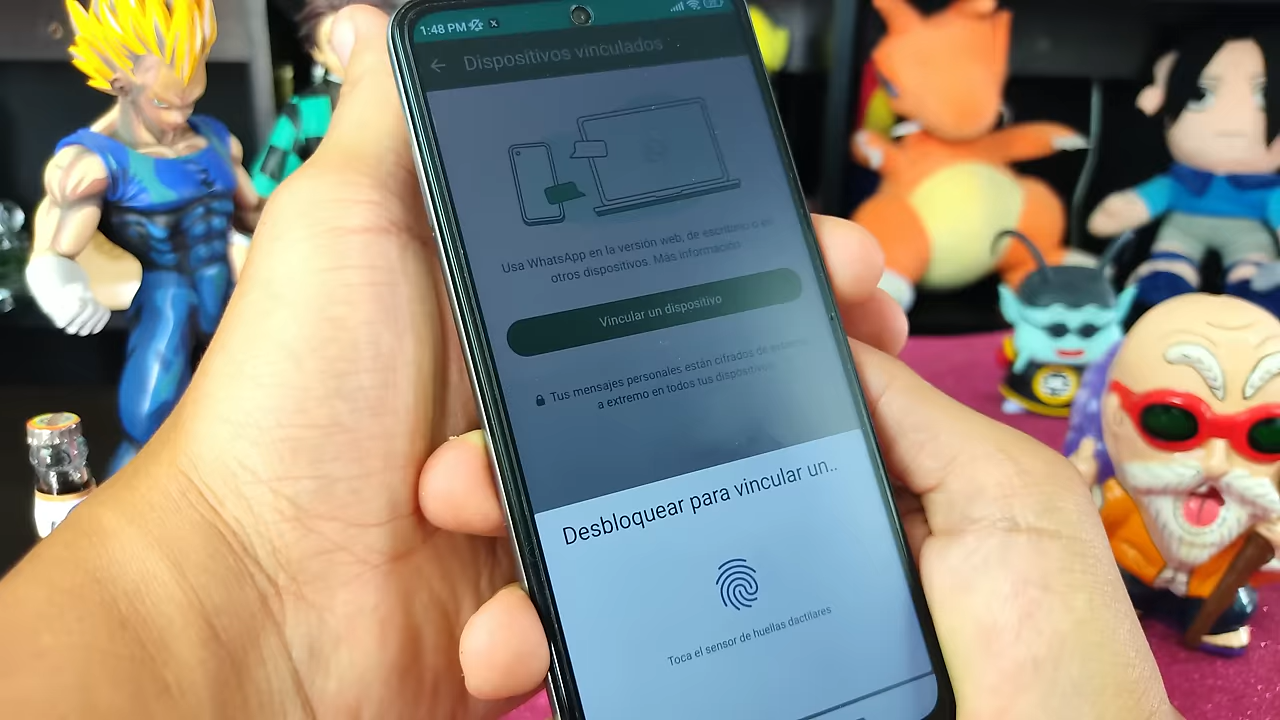 1:48 PM
Dispositivos vinculados
Usa WhatsApp en la versión web, de escritorio o en
otros dispositivos. Más información
Vincular un dispositivo
Tus mensajes personales están cifrados de extremo
a extremo en todos tus dispositivos.
Desbloquear para vincular un..
Toca el sensor de huellas dactilares